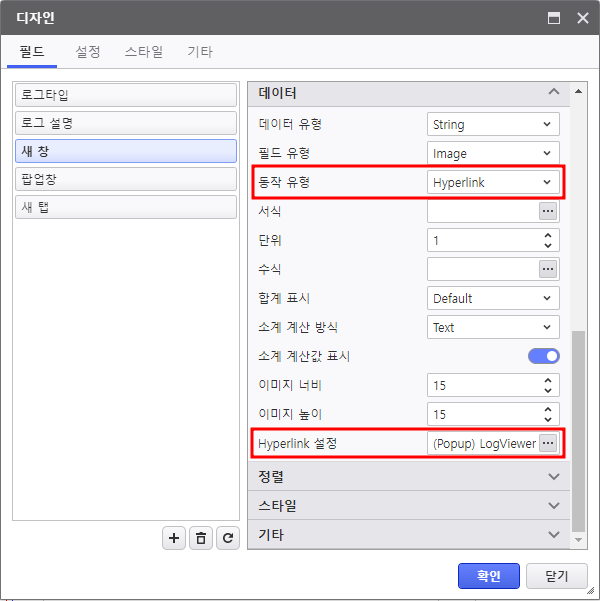 디자인
필드 설정 스타일 기타
로그타입
로그 설명
새 창
팝업창
새 탭
데이터
데이터 유형 String
필드 유형 Image
동작 유형 Hyperlink
서식
단위 1
수식
합계 표시 Default
소계 계산 방식 Text
소계 계산값 표시
이미지 너비 15
이미지 높이 15
Hyperlink 설정 (Popup) LogViewer
정렬
스타일
기타
확인 닫기